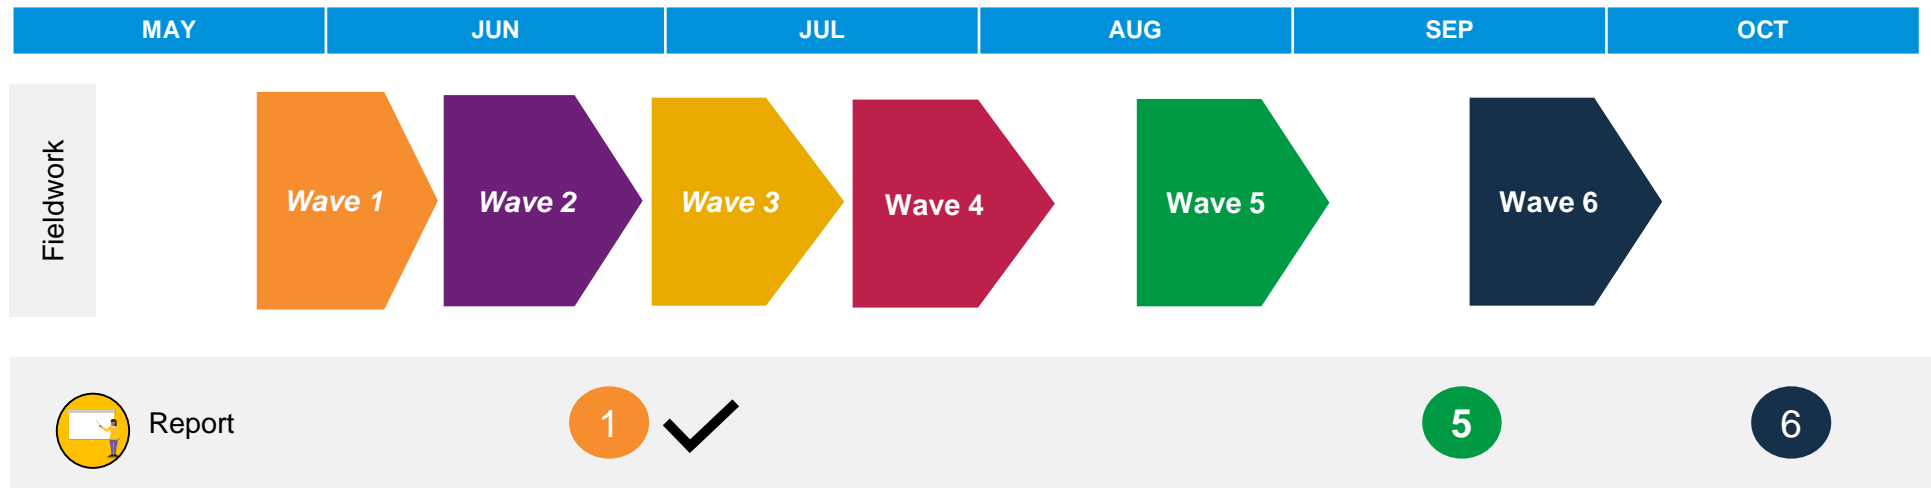 MAY JUN JUL AUG SEP OCT
Fieldwork
Wave 1 Wave 2 Wave 3 Wave 4 Wave 5 Wave 6
Report 1 5 6